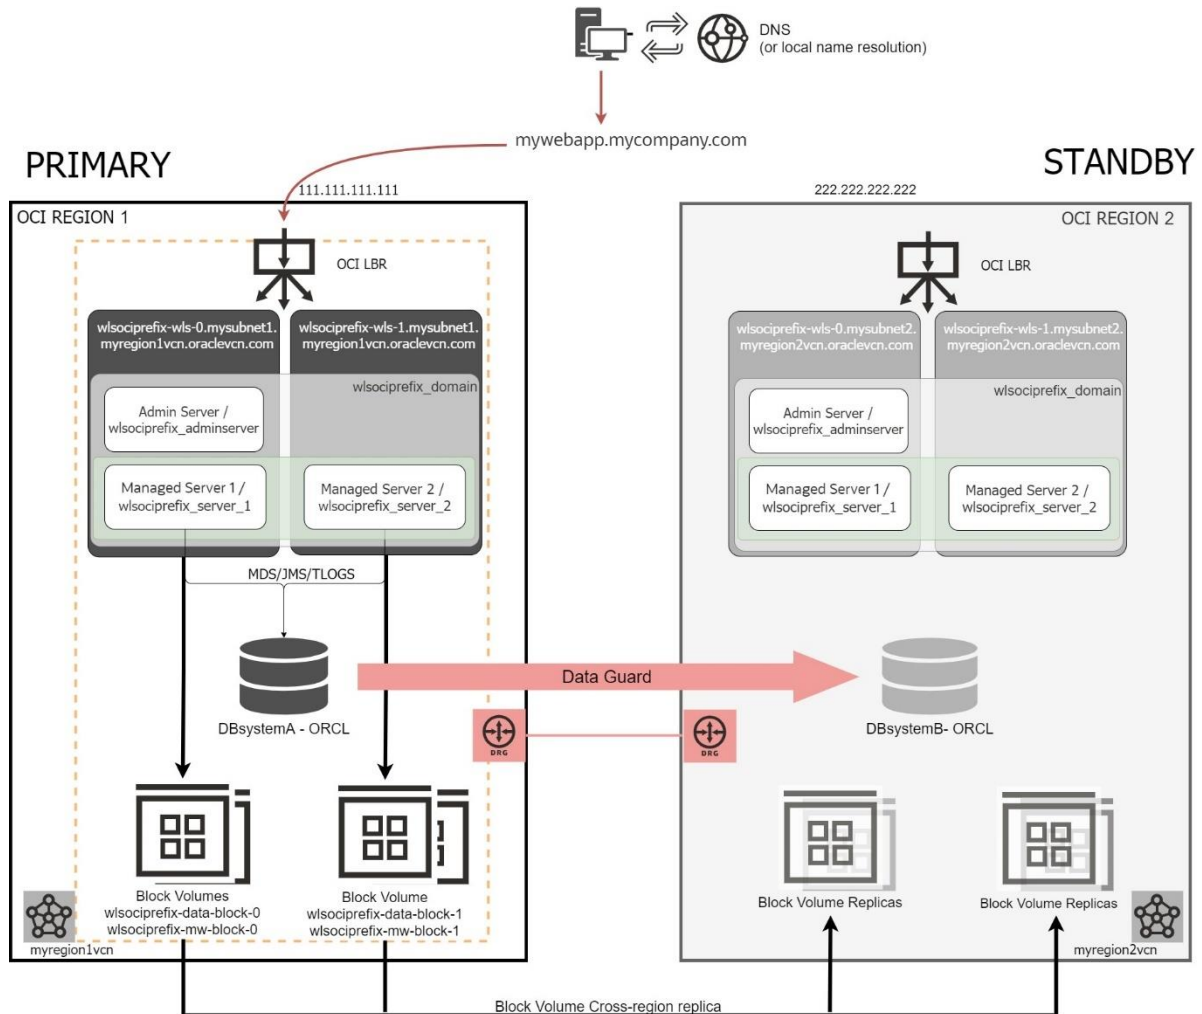 DNS
(or local name resolution)
mywebapp.mycompany.com
PRIMARY
STANDBY
111.111.111.111
222.222.222.222
OCI REGION 1
OCI REGION 2
OCI LBR
OCI LBR
wlsociprefix-wls-0.mysubnet1.
myregion1vcn.oraclevcn.com
wlsociprefix-wls-1.mysubnet1.
myregion1vcn.oraclevcn.com
wlsociprefix-wls-0.mysubnet2.
myregion2vcn.oraclevcn.com
wlsociprefix-wls-1.mysubnet2.
myregion2vcn.oraclevcn.com
wlsociprefix_domain
wlsociprefix_domain
Admin Server /
wlsociprefix_adminserver
Admin Server /
wlsociprefix_adminserver
Managed Server 1 /
wlsociprefix_server_1
Managed Server 2 /
wlsociprefix_server_2
Managed Server 1 /
wlsociprefix_server_1
Managed Server 2 /
wlsociprefix_server_2
MDS/JMS/TLOGS
Data Guard
DBsystemA - ORCL
DBsystemB- ORCL
DRG
DRG
Block Volumes
wlsociprefix-data-block-0
wlsociprefix-mw-block-0
Block Volume
wlsociprefix-data-block-1
wlsociprefix-mw-block-1
Block Volume Replicas
Block Volume Replicas
myregion1vcn
myregion2vcn
Block Volume Cross-region replica